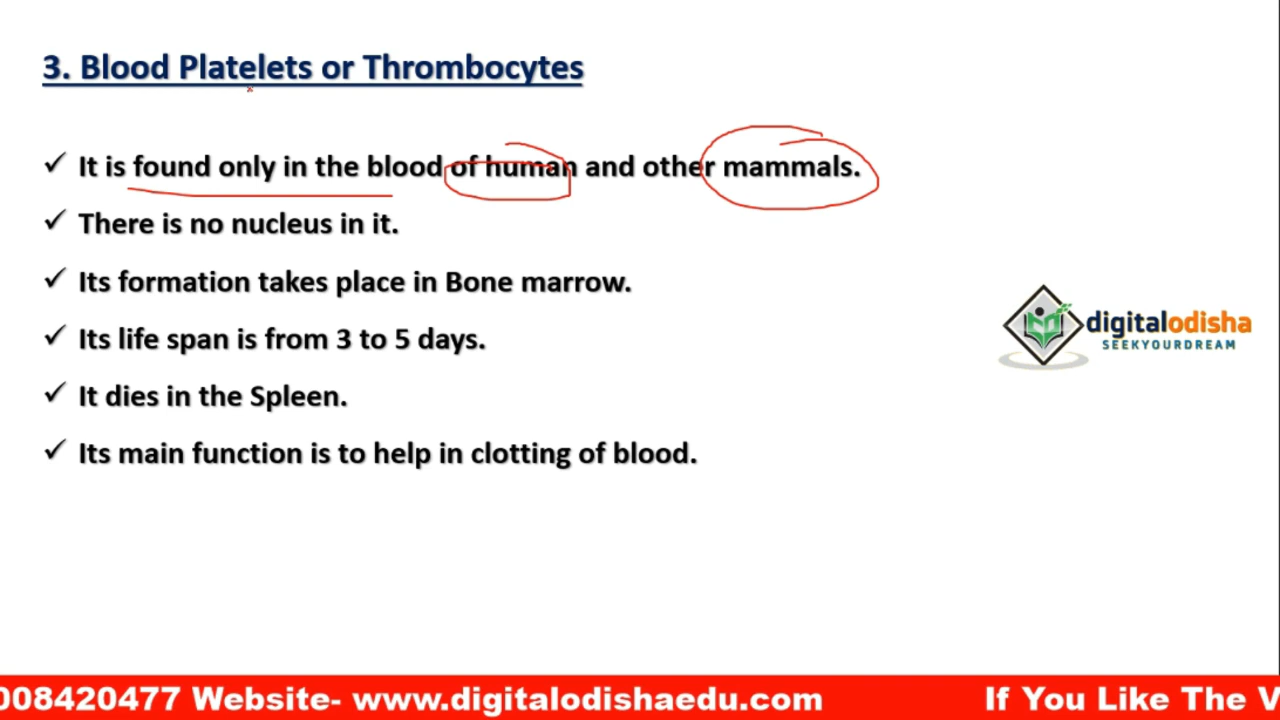 3. Blood Platelets or Thrombocytes
✓ It is found only in the blood of human and other mammals.
✓ There is no nucleus in it.
✓ Its formation takes place in Bone marrow.
✓ Its life span is from 3 to 5 days.
✓ It dies in the Spleen.
✓ Its main function is to help in clotting of blood.
digitalodisha
SEEKYOURDREAM
008420477 Website- www.digitalodishaedu.com If You Like The V